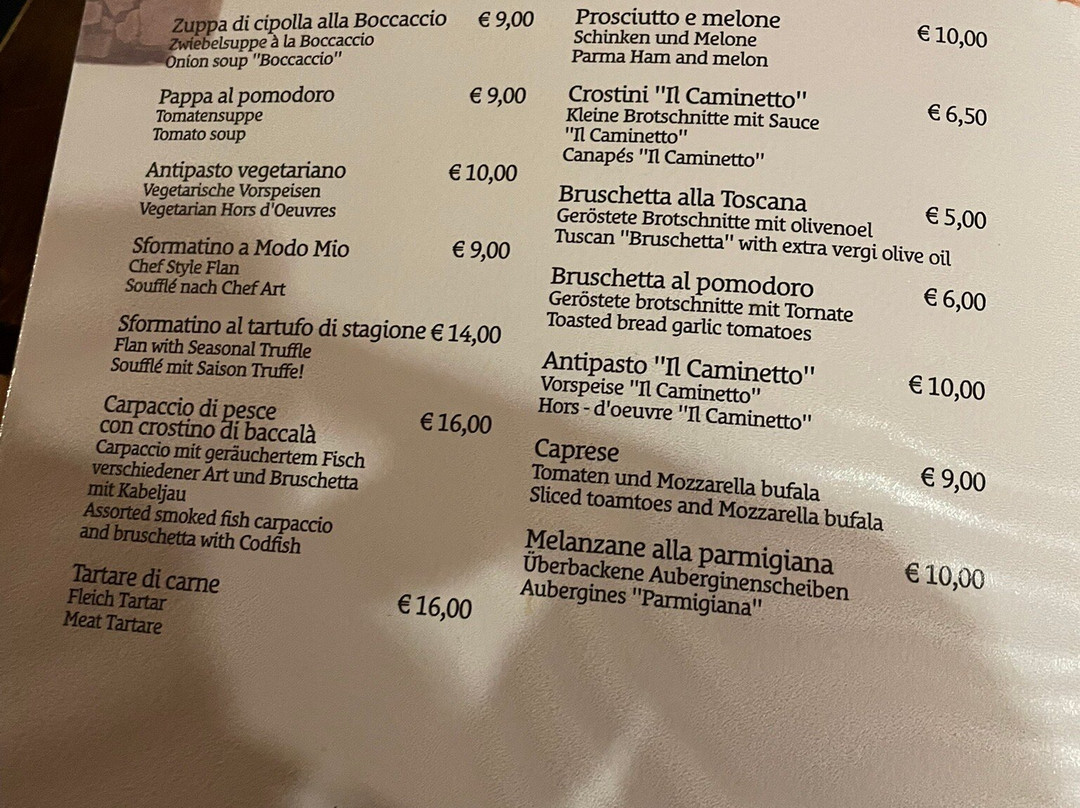 Zuppa di cipolla alla Boccaccio € 9,00
Zwiebelsuppe à la Boccaccio
Onion soup "Boccaccio"
Pappa al pomodoro € 9,00
Tomatensuppe
Tomato soup
Antipasto vegetariano € 10,00
Vegetarische Vorspeisen
Vegetarian Hors d'Oeuvres
Sformatino a Modo Mio € 9,00
Chef Style Flan
Soufflé nach Chef Art
Sformatino al tartufo di stagione € 14,00
Flan with Seasonal Truffle
Soufflé mit Saison Truffe!
Carpaccio di pesce
con crostino di baccalà € 16,00
Carpaccio mit geräuchertem Fisch
verschiedener Art und Bruschetta
mit Kabeljau
Assorted smoked fish carpaccio
and bruschetta with Codfish
Tartare di carne € 16,00
Fleich Tartar
Meat Tartare
Prosciutto e melone € 10,00
Schinken und Melone
Parma Ham and melon
Crostini "Il Caminetto" € 6,50
Kleine Brotschnitte mit Sauce
"Il Caminetto"
Canapés "Il Caminetto"
Bruschetta alla Toscana € 5,00
Geröstete Brotschnitte mit olivenoel
Tuscan "Bruschetta" with extra vergi olive oil
Bruschetta al pomodoro € 6,00
Geröstete brotschnitte mit Tornate
Toasted bread garlic tomatoes
Antipasto "Il Caminetto" € 10,00
Vorspeise "Il Caminetto"
Hors - d'oeuvre "Il Caminetto"
Caprese € 9,00
Tomaten und Mozzarella bufala
Sliced toamtoes and Mozzarella bufala
Melanzane alla parmigiana € 10,00
Überbackene Auberginenscheiben
Aubergines "Parmigiana"